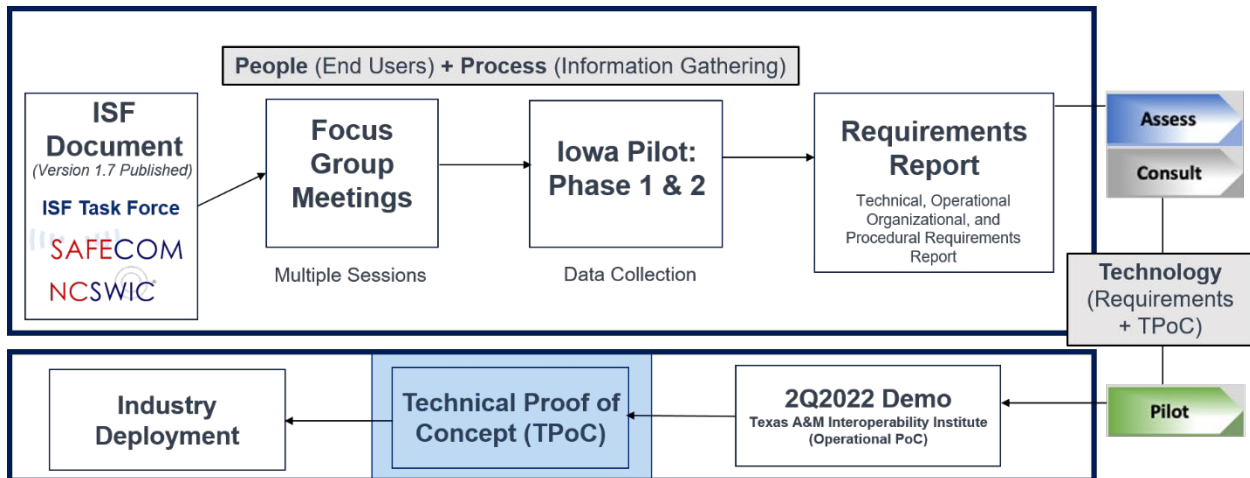 People (End Users) + Process (Information Gathering)
ISF
Document
(Version 1.7 Published)
ISF Task Force
SAFECOM
NCSWIC
Focus
Group
Meetings
Multiple Sessions
Iowa Pilot:
Phase 1 & 2
Data Collection
Requirements
Report
Technical, Operational
Organizational, and
Procedural Requirements
Report
Assess
Consult
Technology
(Requirements
+ TPoC)
Pilot
2Q2022 Demo
Texas A&M Interoperability Institute
(Operational PoC)
Technical Proof of
Concept (TPoC)
Industry
Deployment